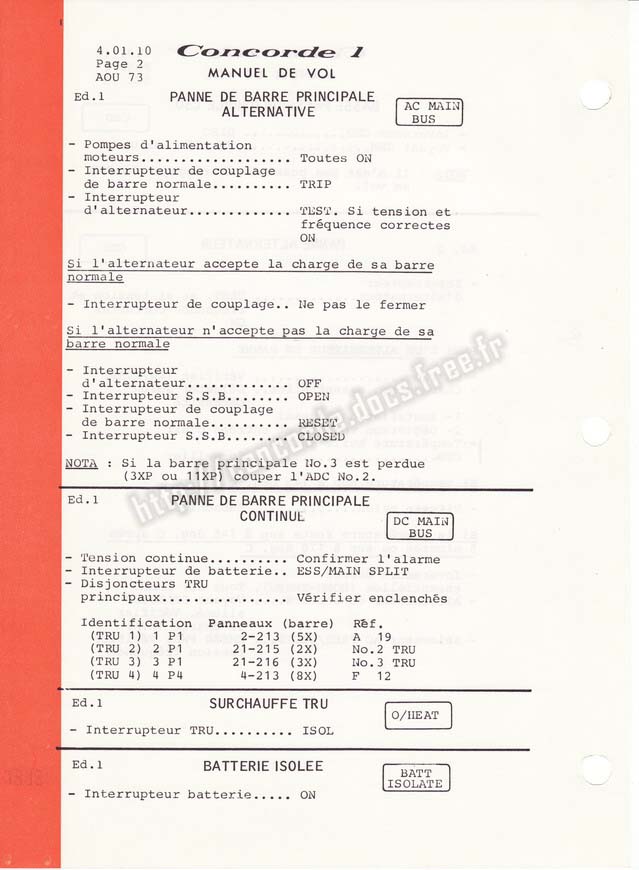 4.01.10
Page 2
AOU 73
Concorde 1
MANUEL DE VOL
Ed.1 PANNE DE BARRE PRINCIPALE
ALTERNATIVE
AC MAIN
BUS
- Pompes d'alimentation
moteurs................... Toutes ON
- Interrupteur de couplage
de barre normale.......... TRIP
- Interrupteur
d'alternateur............. TEST. Si tension et
fréquence correctes
ON
Si l'alternateur accepte la charge de sa barre
normale
- Interrupteur de couplage.. Ne pas le fermer
Si l'alternateur n'accepte pas la charge de sa
barre normale
- Interrupteur
d'alternateur............. OFF
- Interrupteur S.S.B........ OPEN
- Interrupteur de couplage
de barre normale.......... RESET
- Interrupteur S.S.B........ CLOSED
NOTA : Si la barre principale No.3 est perdue
(3XP ou 11XP) couper l'ADC No.2.
Ed.1 PANNE DE BARRE PRINCIPALE
CONTINUE
DC MAIN
BUS
- Tension continue.......... Confirmer l'alarme
- Interrupteur de batterie.. ESS/MAIN SPLIT
- Disjoncteurs TRU
principaux................ Vérifier enclenchés
Identification Panneaux (barre) Réf.
(TRU 1) 1 P1 2-213 (5X) A 19
(TRU 2) 2 P1 21-215 (2X) No.2 TRU
(TRU 3) 3 P1 21-216 (3X) No.3 TRU
(TRU 4) 4 P4 4-213 (8X) F 12
Ed.1 SURCHAUFFE TRU
O/HEAT
- Interrupteur TRU.......... ISOL
Ed.1 BATTERIE ISOLEE
BATT
ISOLATE
- Interrupteur batterie..... ON
http://franconde.docs.free.fr